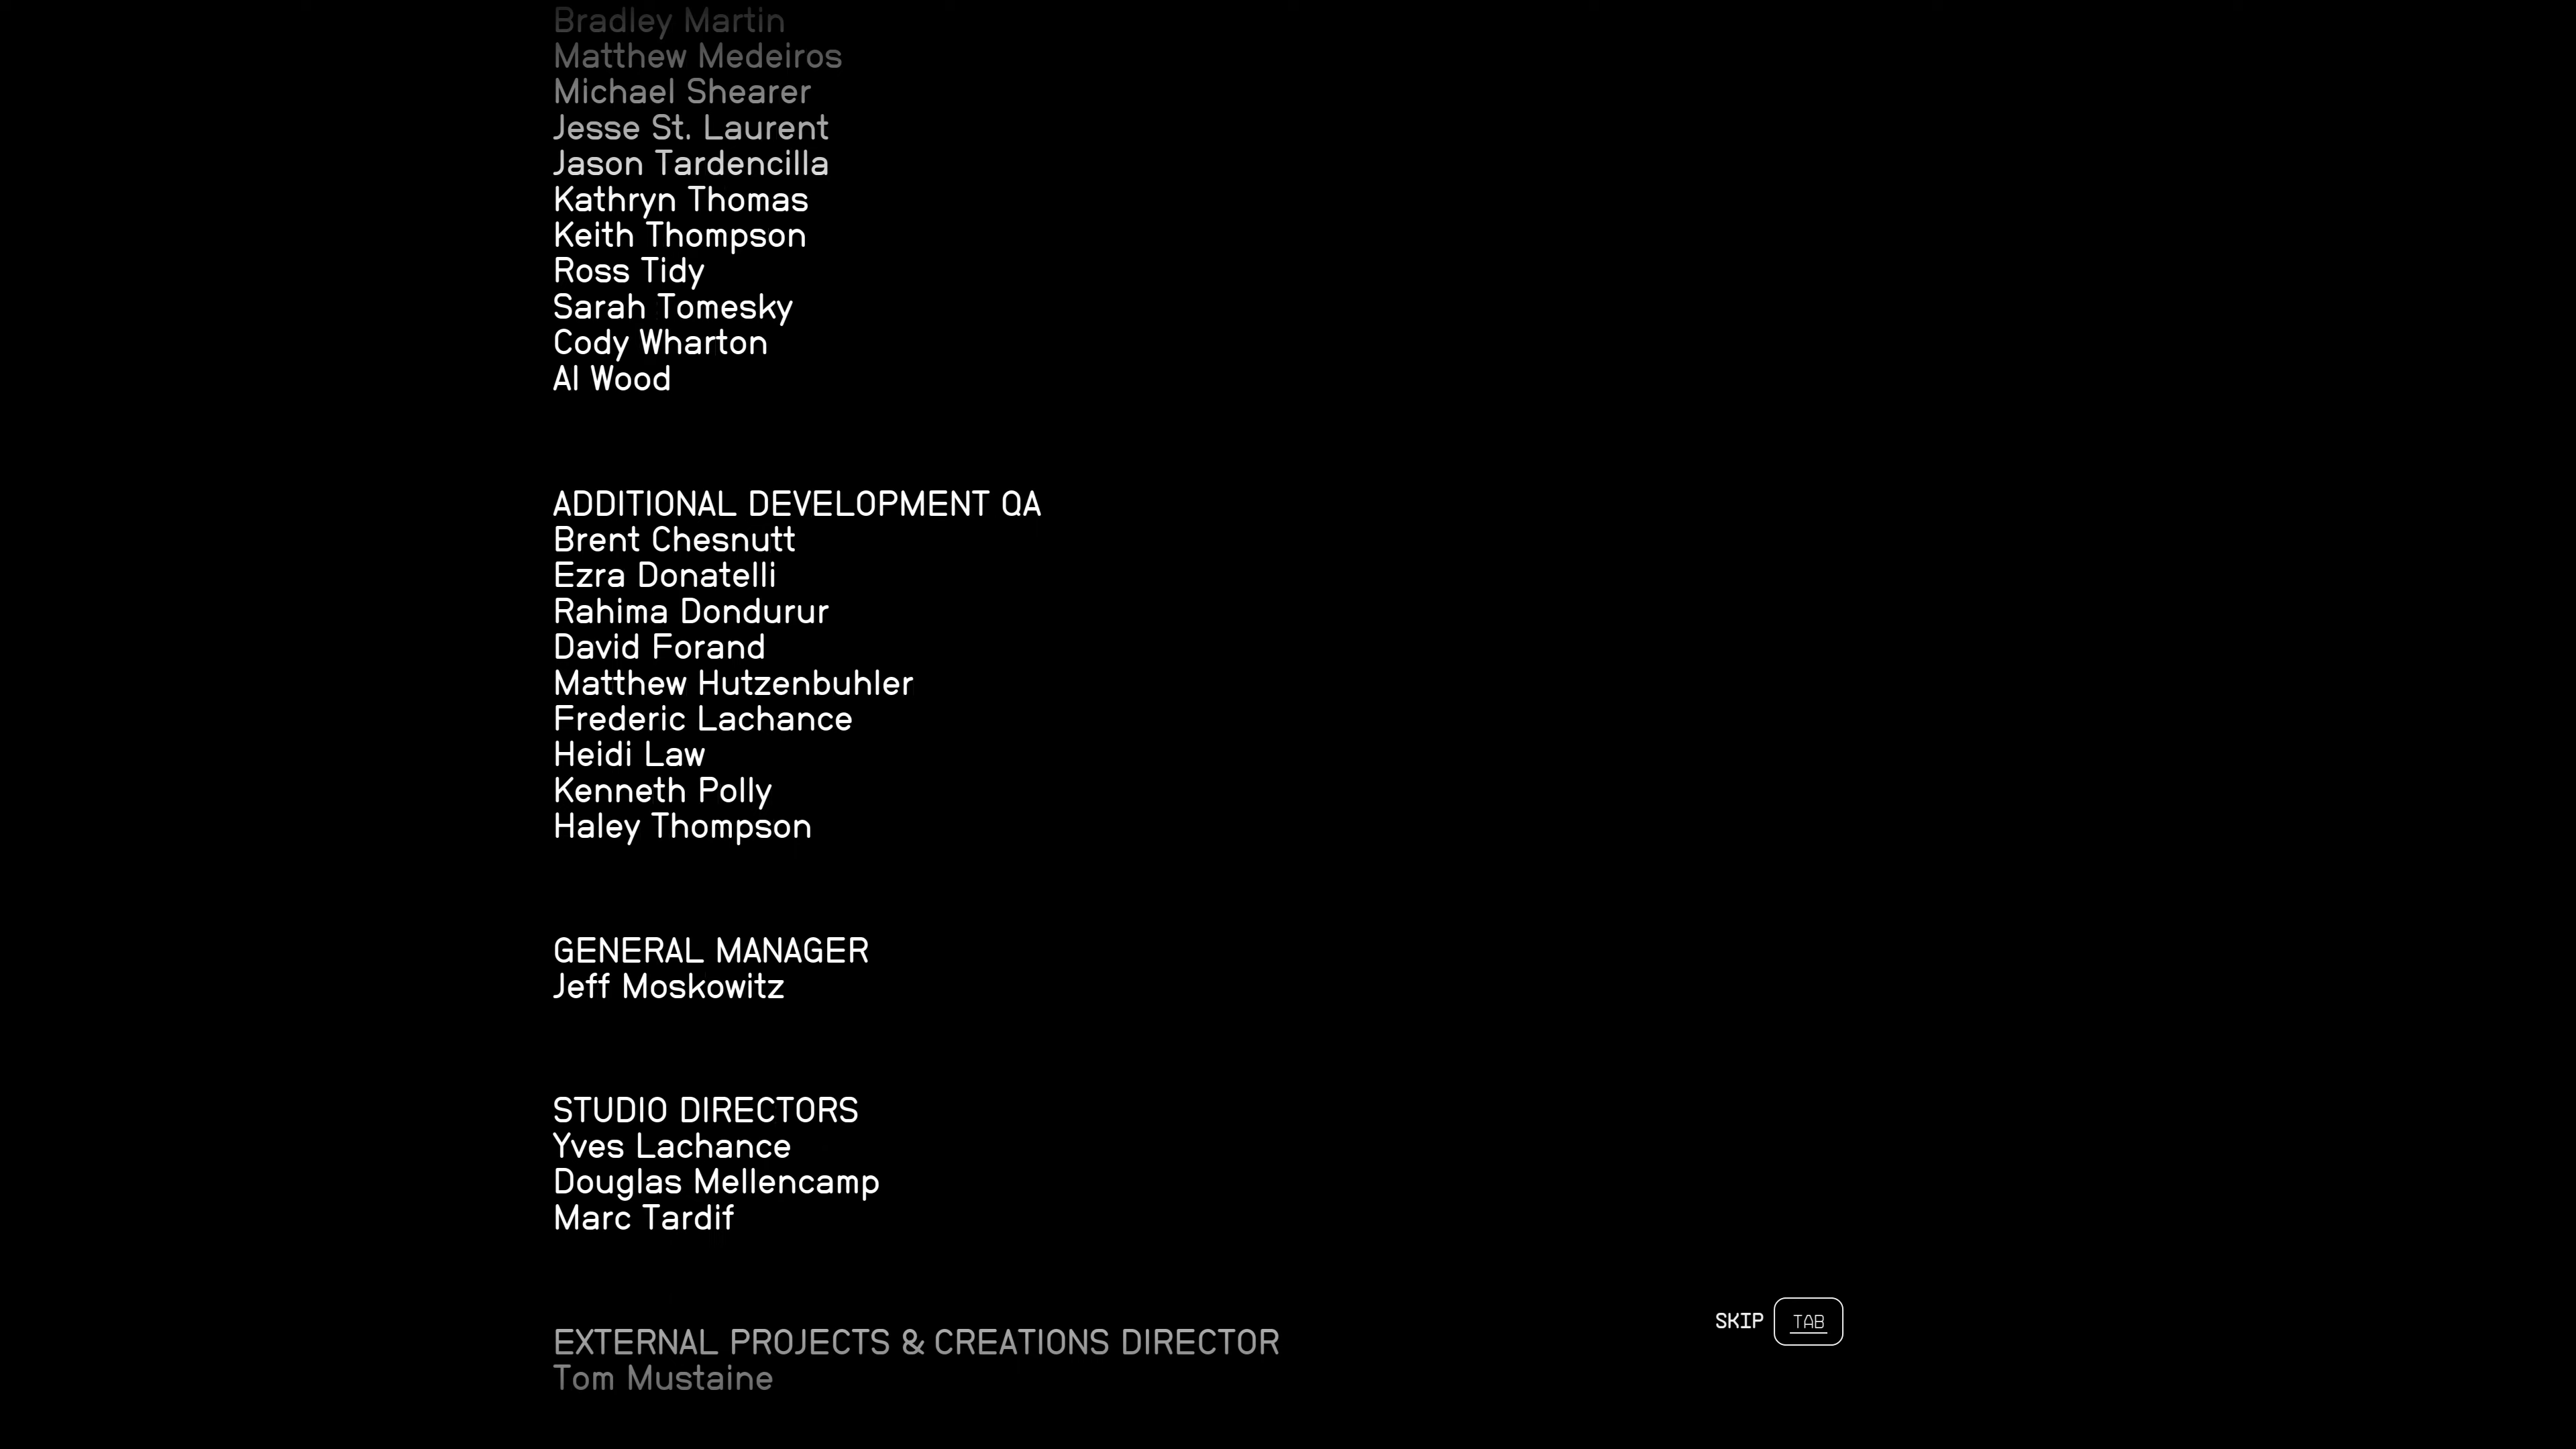 Bradley Martin
Matthew Medeiros
Michael Shearer
Jesse St. Laurent
Jason Tardencilla
Kathryn Thomas
Keith Thompson
Ross Tidy
Sarah Tomesky
Cody Wharton
Al Wood
ADDITIONAL DEVELOPMENT QA
Brent Chesnutt
Ezra Donatelli
Rahima Dondurur
David Forand
Matthew Hutzenbuhler
Frederic Lachance
Heidi Law
Kenneth Polly
Haley Thompson
GENERAL MANAGER
Jeff Moskowitz
STUDIO DIRECTORS
Yves Lachance
Douglas Mellencamp
Marc Tardif
SKIP TAB
EXTERNAL PROJECTS & CREATIONS DIRECTOR
Tom Mustaine